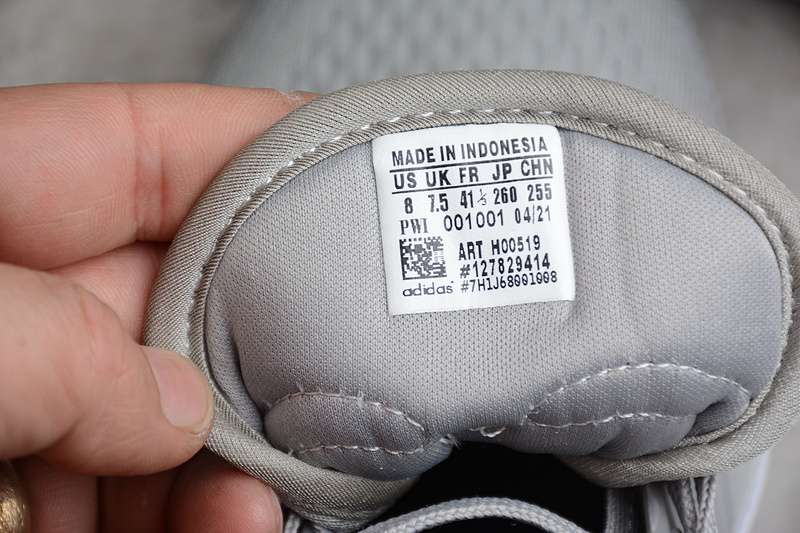 MADE IN INDONESIA
US UK FR JP CHN
8 7.5 41⅓ 260 255
PWI 001001 04/21
ART H00519
#127829414
adidas #7H1J68001008